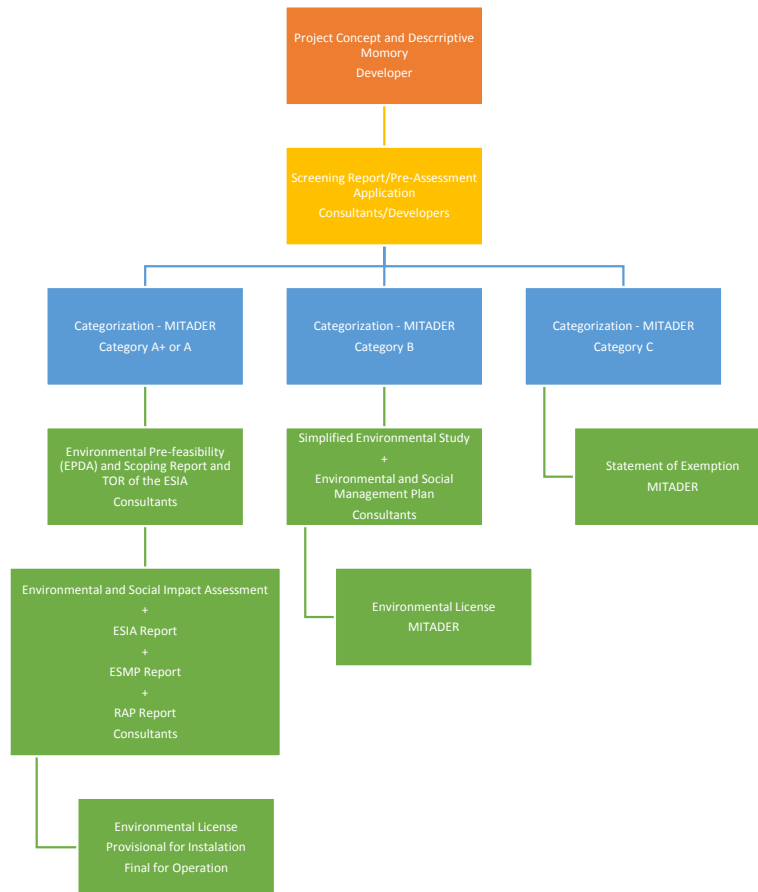 Project Concept and Descrriptive
Momory
Developer
Screening Report/Pre-Assessment
Application
Consultants/Developers
Categorization - MITADER
Category A+ or A
Categorization - MITADER
Category B
Categorization - MITADER
Category C
Environmental Pre-feasibility
(EPDA) and Scoping Report and
TOR of the ESIA
Consultants
Simplified Environmental Study
+
Environmental and Social
Management Plan
Consultants
Statement of Exemption
MITADER
Environmental and Social Impact Assessment
+
ESIA Report
+
ESMP Report
+
RAP Report
Consultants
Environmental License
MITADER
Environmental License
Provisional for Instalation
Final for Operation